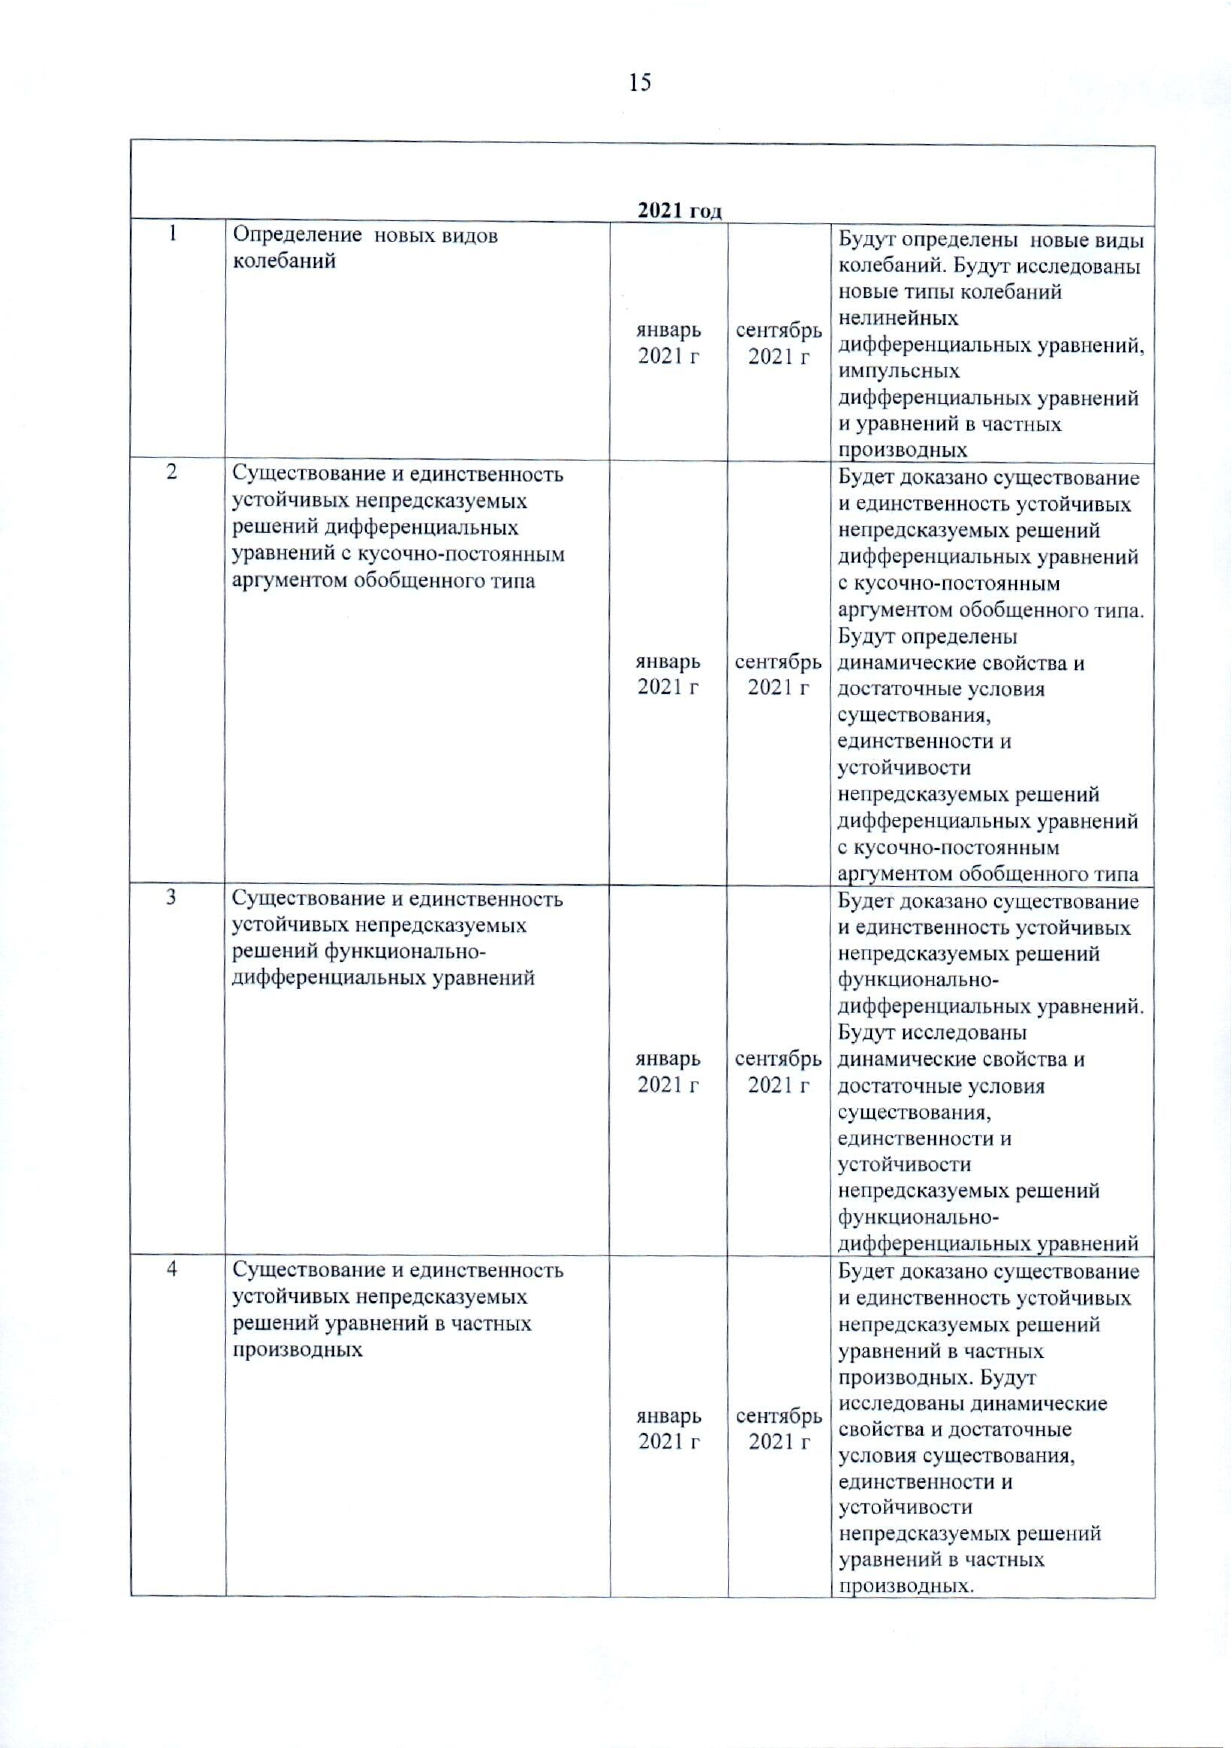 15
2021 год
1
Определение новых видов
колебаний
январь
2021 г
сентябрь
2021 г
Будут определены новые виды
колебаний. Будут исследованы
новые типы колебаний
нелинейных
дифференциальных уравнений,
импульсных
дифференциальных уравнений
и уравнений в частных
производных
2
Существование и единственность
устойчивых непредсказуемых
решений дифференциальных
уравнений с кусочно-постоянным
аргументом обобщенного типа
январь
2021 г
сентябрь
2021 г
Будет доказано существование
и единственность устойчивых
непредсказуемых решений
дифференциальных уравнений
с кусочно-постоянным
аргументом обобщенного типа.
Будут определены
динамические свойства и
достаточные условия
существования,
единственности и
устойчивости
непредсказуемых решений
дифференциальных уравнений
с кусочно-постоянным
аргументом обобщенного типа
3
Существование и единственность
устойчивых непредсказуемых
решений функционально-
дифференциальных уравнений
январь
2021 г
сентябрь
2021 г
Будет доказано существование
и единственность устойчивых
непредсказуемых решений
функционально-
дифференциальных уравнений.
Будут исследованы
динамические свойства и
достаточные условия
существования,
единственности и
устойчивости
непредсказуемых решений
функционально-
дифференциальных уравнений
4
Существование и единственность
устойчивых непредсказуемых
решений уравнений в частных
производных
январь
2021 г
сентябрь
2021 г
Будет доказано существование
и единственность устойчивых
непредсказуемых решений
уравнений в частных
производных. Будут
исследованы динамические
свойства и достаточные
условия существования,
единственности и
устойчивости
непредсказуемых решений
уравнений в частных
производных.